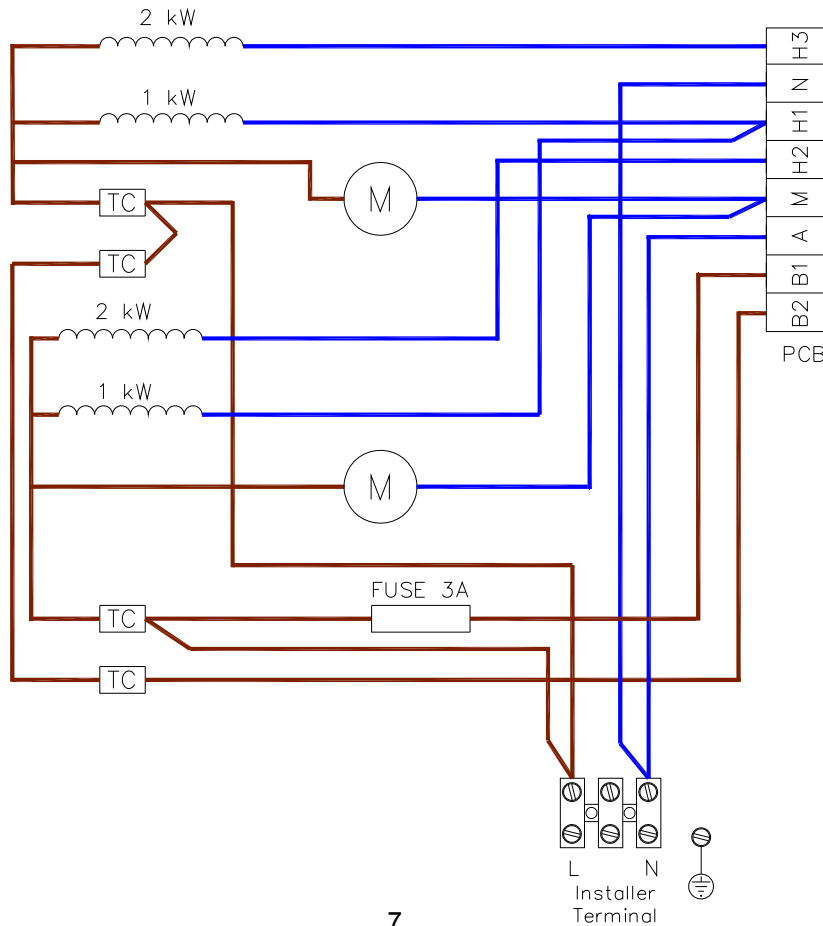 2 kW
H3
N
1 kW
H1
H2
M
M
TC
A
TC
B1
2 kW
B2
PCB
1 kW
M
FUSE 3A
TC
TC
L
N
Installer
Terminal
7